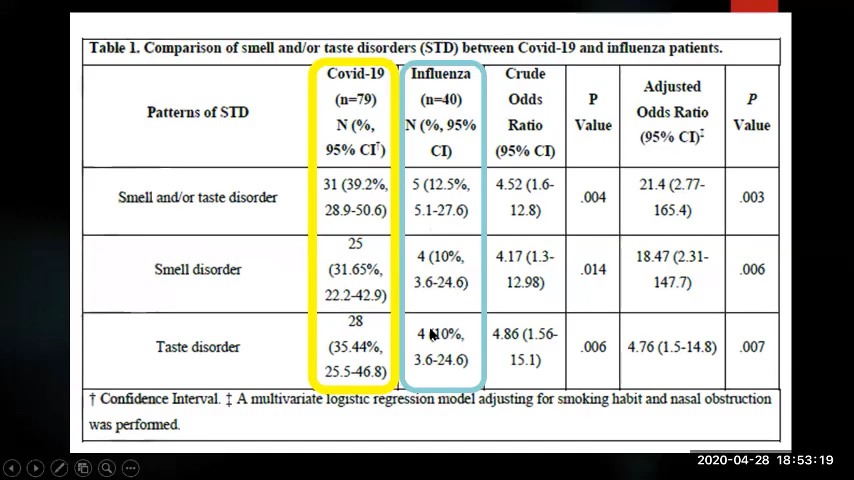 Table 1. Comparison of smell and/or taste disorders (STD) between Covid-19 and influenza patients.
Patterns of STD
Covid-19
(n=79)
N (%,
95% CI†)
Influenza
(n=40)
N (%, 95%
CI)
Crude
Odds
Ratio
(95% CI)
P
Value
Adjusted
Odds Ratio
(95% CI)‡
P
Value
Smell and/or taste disorder
31 (39.2%,
28.9-50.6)
5 (12.5%,
5.1-27.6)
4.52 (1.6-
12.8)
.004
21.4 (2.77-
165.4)
.003
Smell disorder
25
(31.65%,
22.2-42.9)
4 (10%,
3.6-24.6)
4.17 (1.3-
12.98)
.014
18.47 (2.31-
147.7)
.006
Taste disorder
28
(35.44%,
25.5-46.8)
4 (10%,
3.6-24.6)
4.86 (1.56-
15.1)
.006
4.76 (1.5-14.8)
.007
† Confidence Interval. ‡ A multivariate logistic regression model adjusting for smoking habit and nasal obstruction
was performed.
2020-04-28 18:53:19